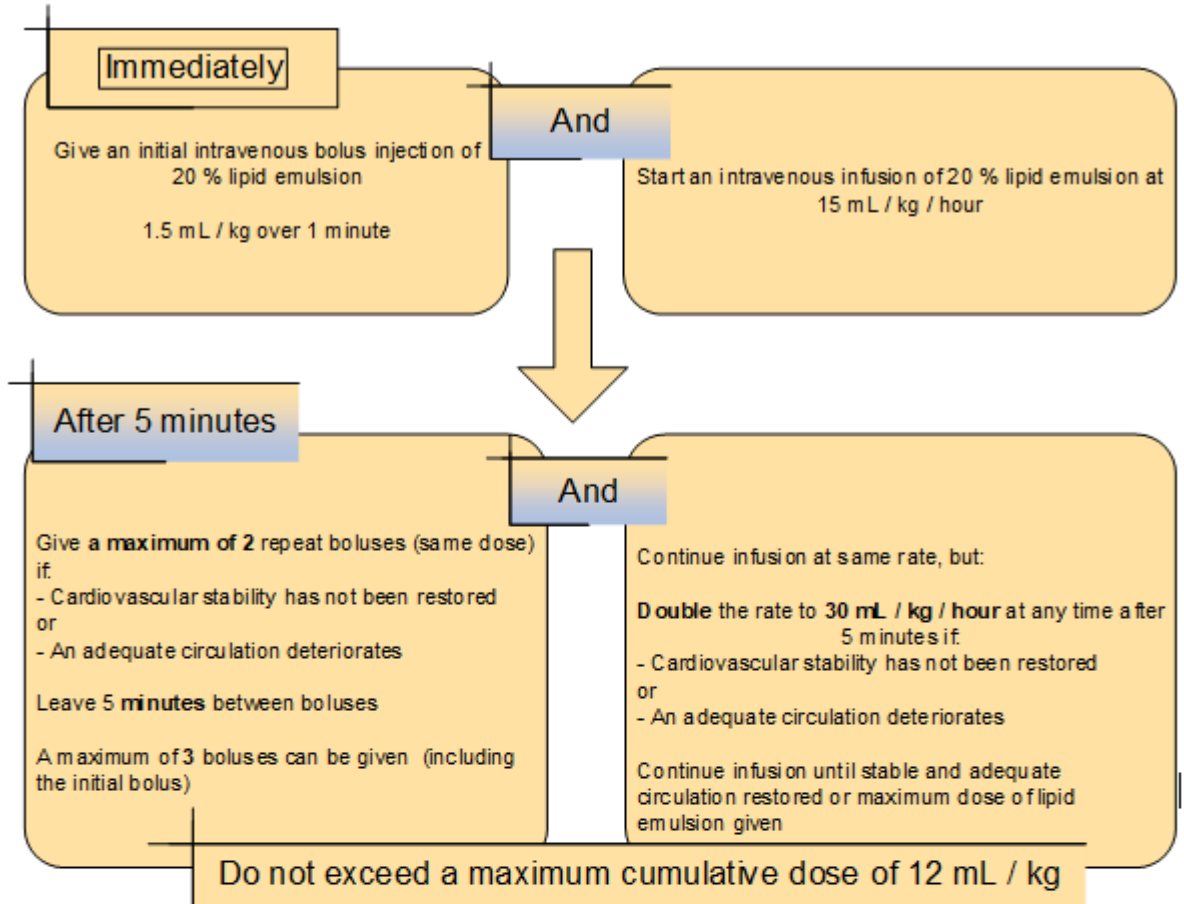 Immediately
Give an initial intravenous bolus injection of
20 % lipid emulsion
1.5 mL / kg over 1 minute
And
Start an intravenous infusion of 20 % lipid emulsion at
15 mL / kg / hour
After 5 minutes
Give a maximum of 2 repeat boluses (same dose)
if:
- Cardiovascular stability has not been restored
or
- An adequate circulation deteriorates
Leave 5 minutes between boluses
A maximum of 3 boluses can be given (including
the initial bolus)
And
Continue infusion at same rate, but:
Double the rate to 30 mL / kg / hour at any time after
5 minutes if:
- Cardiovascular stability has not been restored
or
- An adequate circulation deteriorates
Continue infusion until stable and adequate
circulation restored or maximum dose of lipid
emulsion given
Do not exceed a maximum cumulative dose of 12 mL / kg